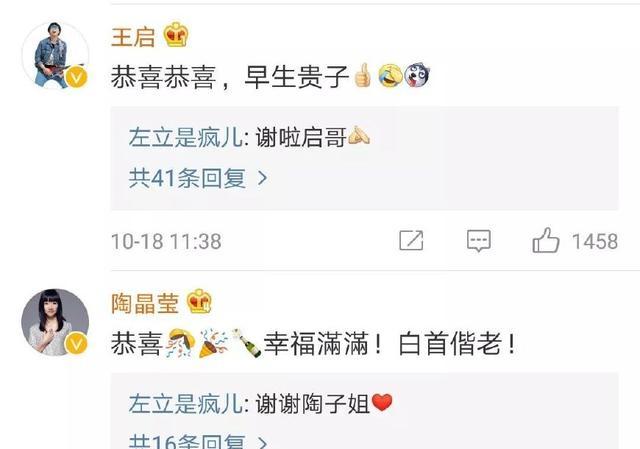 王启
恭喜恭喜，早生贵子
左立是疯儿: 谢啦启哥
共41条回复
10-18 11:38 1458
陶晶莹
恭喜 幸福滿滿！白首偕老！
左立是疯儿: 谢谢陶子姐
共16条回复